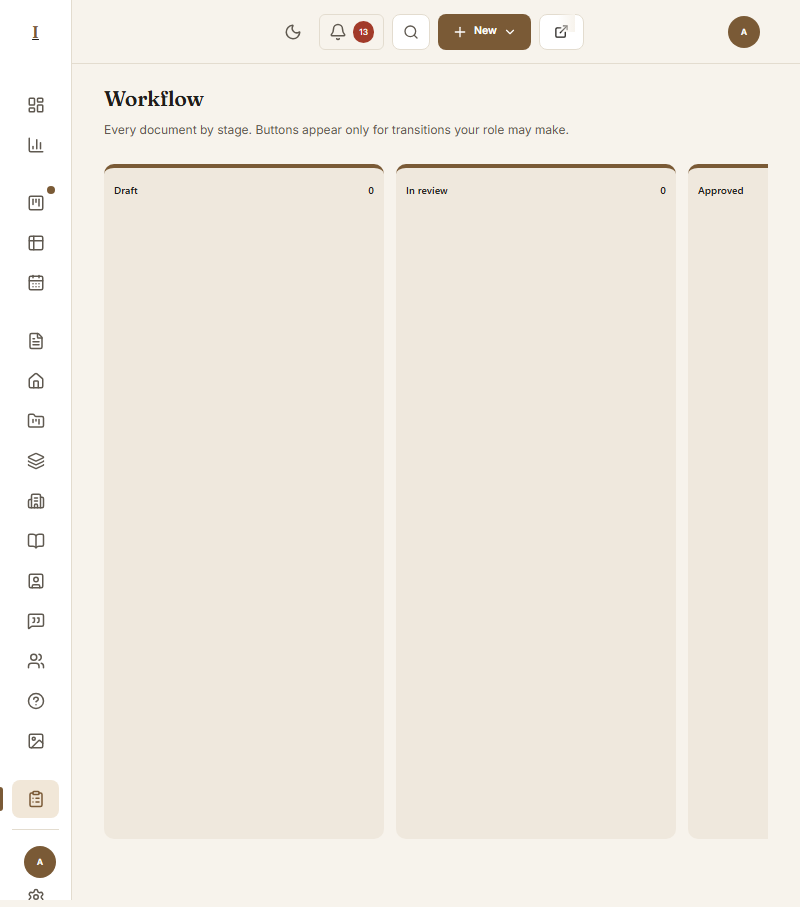 I
13
New
A
Workflow
Every document by stage. Buttons appear only for transitions your role may make.
Draft 0
In review 0
Approved
A